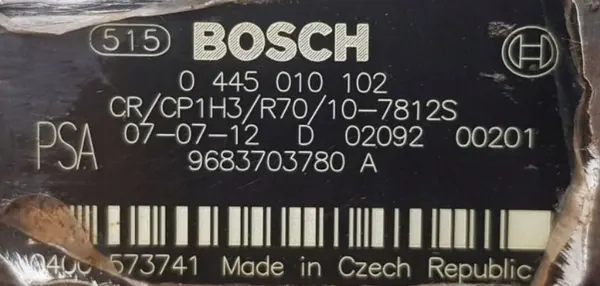 515 BOSCH
0 445 010 102
CR/CP1H3/R70/10-7812S
PSA 07-07-12 D 02092 00201
9683703780 A
573741 Made in Czech Republic